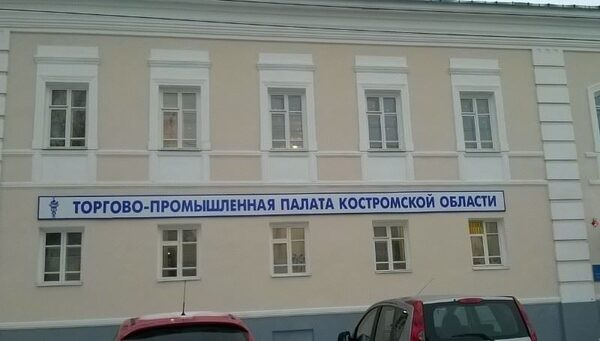 ТОРГОВО-ПРОМЫШЛЕННАЯ ПАЛАТА КОСТРОМСКОЙ ОБЛАСТИ